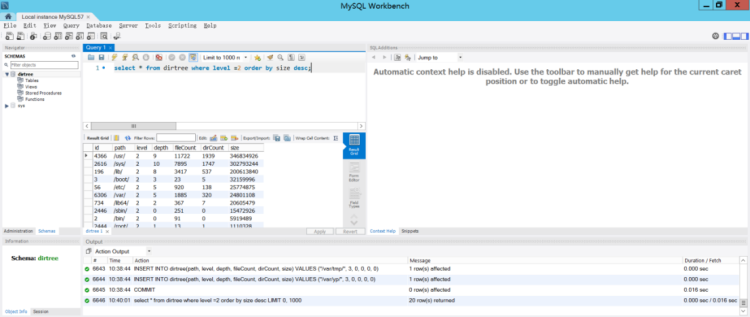 MySQL Workbench
Local instance MySQL57 ×
File Edit View Query Database Server Tools Scripting Help
Navigator
SCHEMAS
Filter objects
dirtree
Tables
Views
Stored Procedures
Functions
sys
Administration Schemas
Query 1 ×
Limit to 1000 r
1 select * from dirtree where level =2 order by size desc;
Result Grid Filter Rows: Edit: Export/Import: Wrap Cell Content:
id path level depth fileCount dirCount size
4366 /usr/ 2 9 11722 1939 346834926
2616 /sys/ 2 10 7895 1747 302793244
196 /lib/ 2 8 3417 537 200613840
3 /boot/ 2 3 23 5 32159996
56 /etc/ 2 5 920 138 25774875
6306 /var/ 2 5 1885 320 24801108
734 /lib64/ 2 2 367 7 20605479
2446 /sbin/ 2 0 251 0 15472926
2 /bin/ 2 0 91 0 5919489
2444 /root/ 2 1 13 1 1110328
Result Grid
Form Editor
Field Types
dirtree 1 ×
Apply Revert
SQLAdditions
Jump to
Automatic context help is disabled. Use the toolbar to manually get help for the current caret
position or to toggle automatic help.
Context Help Snippets
Information
Schema: dirtree
Object Info Session
Output
Action Output
# Time Action Message Duration / Fetch
6643 10:38:44 INSERT INTO dirtree(path, level, depth, fileCount, dirCount, size) VALUES ("/var/tmp/", 3, 0, 0, 0, 0) 1 row(s) affected 0.000 sec
6644 10:38:44 INSERT INTO dirtree(path, level, depth, fileCount, dirCount, size) VALUES ("/var/yp/", 3, 0, 0, 0, 0) 1 row(s) affected 0.000 sec
6645 10:38:44 COMMIT 0 row(s) affected 0.016 sec
6646 10:40:01 select * from dirtree where level =2 order by size desc LIMIT 0, 1000 20 row(s) returned 0.000 sec / 0.016 sec